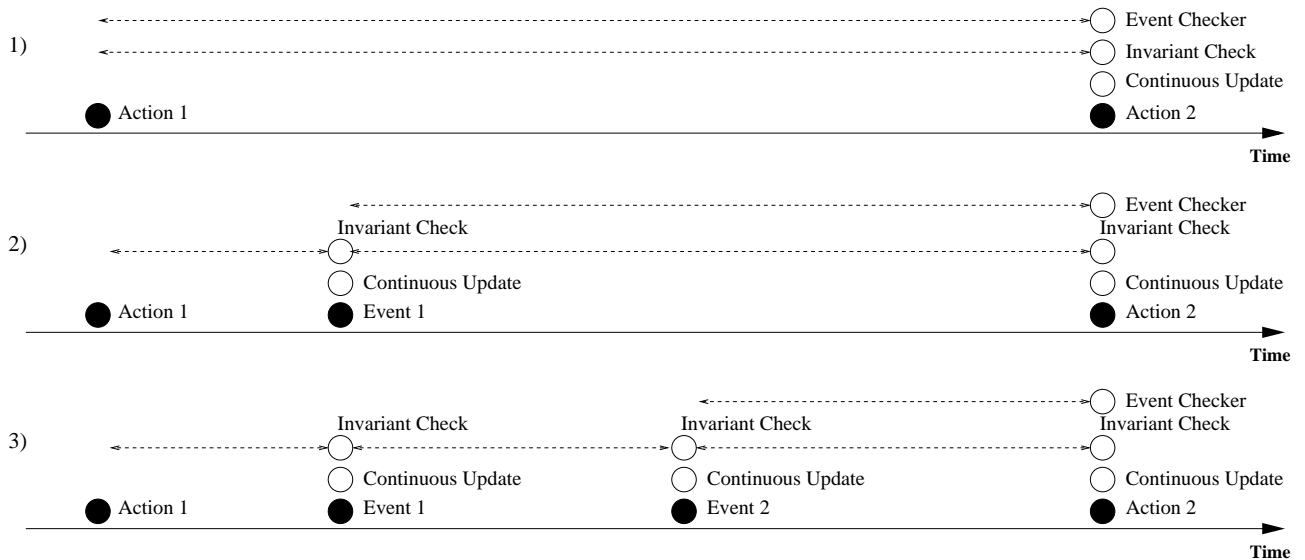 Event Checker
1)
Invariant Check
Continuous Update
Action 1
Action 2
Time
Event Checker
Invariant Check
Invariant Check
2)
Continuous Update
Continuous Update
Action 1
Event 1
Action 2
Time
Event Checker
Invariant Check
Invariant Check
Invariant Check
3)
Continuous Update
Continuous Update
Continuous Update
Action 1
Event 1
Event 2
Action 2
Time